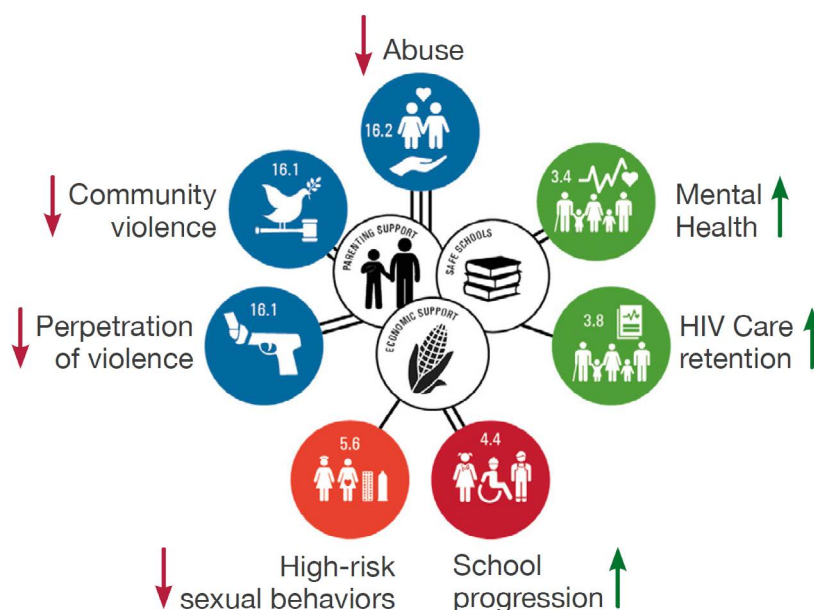 Abuse
16.2
16.1
Community
violence
3.4
Mental
Health
PARENTING SUPPORT
SAFE SCHOOLS
16.1
Perpetration
of violence
ECONOMIC SUPPORT
3.8
HIV Care
retention
5.6
4.4
High-risk
sexual behaviors
School
progression